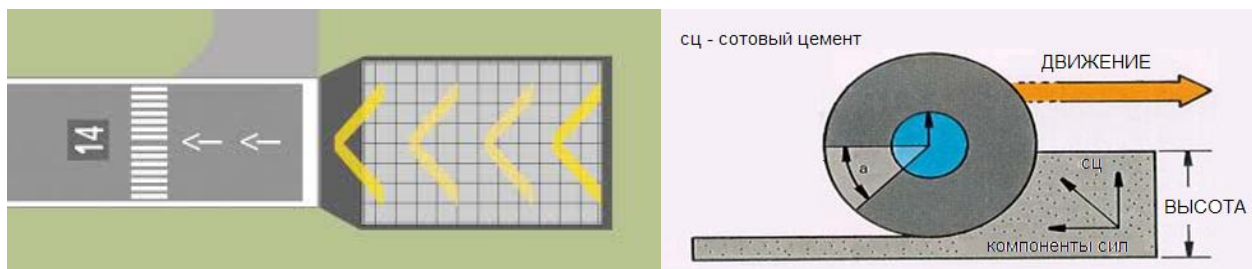 14
сц - сотовый цемент
ДВИЖЕНИЕ
а
сц
ВЫСОТА
компоненты сил